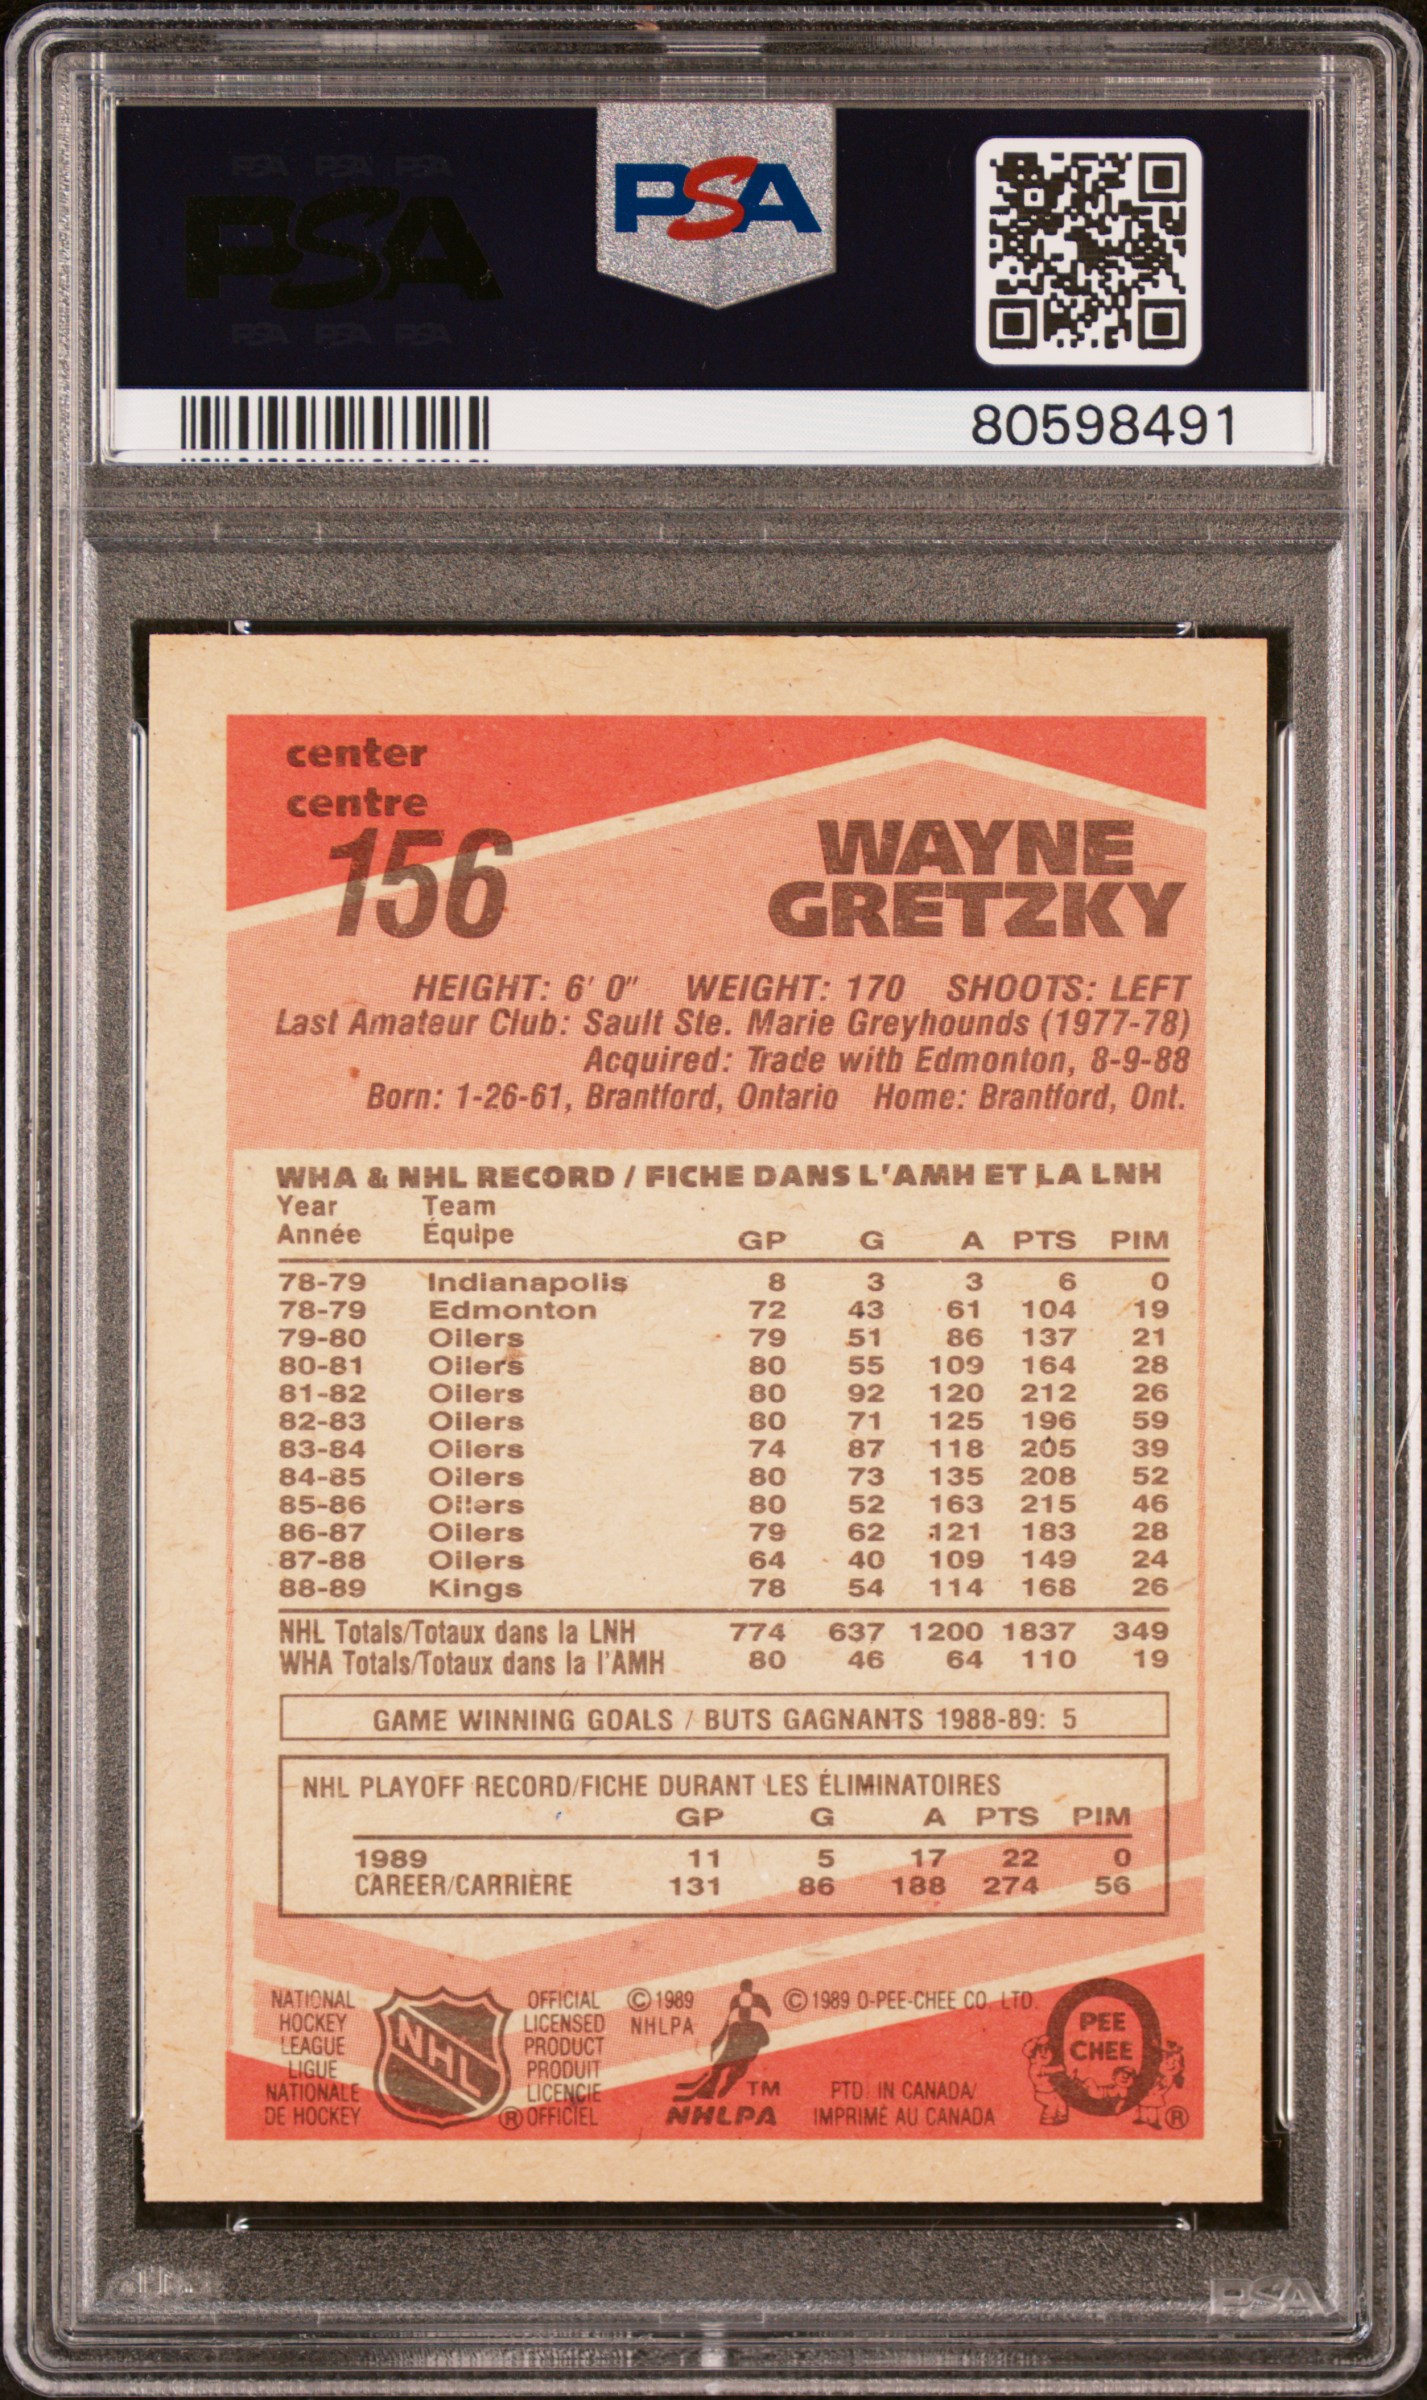 PSA PSA PSA
PSA
PSA PSA PSA
PSA
80598491
center
centre
156
WAYNE
GRETZKY
HEIGHT: 6' 0" WEIGHT: 170 SHOOTS: LEFT
Last Amateur Club: Sault Ste. Marie Greyhounds (1977-78)
Acquired: Trade with Edmonton, 8-9-88
Born: 1-26-61, Brantford, Ontario Home: Brantford, Ont.
WHA & NHL RECORD / FICHE DANS L'AMH ET LA LNH
Year Team
Année Équipe GP G A PTS PIM
78-79 Indianapolis 8 3 3 6 0
78-79 Edmonton 72 43 61 104 19
79-80 Oilers 79 51 86 137 21
80-81 Oilers 80 55 109 164 28
81-82 Oilers 80 92 120 212 26
82-83 Oilers 80 71 125 196 59
83-84 Oilers 74 87 118 205 39
84-85 Oilers 80 73 135 208 52
85-86 Oilers 80 52 163 215 46
86-87 Oilers 79 62 121 183 28
87-88 Oilers 64 40 109 149 24
88-89 Kings 78 54 114 168 26
NHL Totals/Totaux dans la LNH 774 637 1200 1837 349
WHA Totals/Totaux dans la l'AMH 80 46 64 110 19
GAME WINNING GOALS / BUTS GAGNANTS 1988-89: 5
NHL PLAYOFF RECORD/FICHE DURANT LES ÉLIMINATOIRES
GP G A PTS PIM
1989 11 5 17 22 0
CAREER/CARRIÈRE 131 86 188 274 56
NATIONAL
HOCKEY
LEAGUE
LIGUE
NATIONALE
DE HOCKEY
NHL
OFFICIAL
LICENSED
PRODUCT
PRODUIT
LICENCIE
® OFFICIEL
© 1989
NHLPA
TM
NHLPA
© 1989 O-PEE-CHEE CO. LTD.
PTD. IN CANADA/
IMPRIMÉ AU CANADA
O
PEE
CHEE
®
PSA